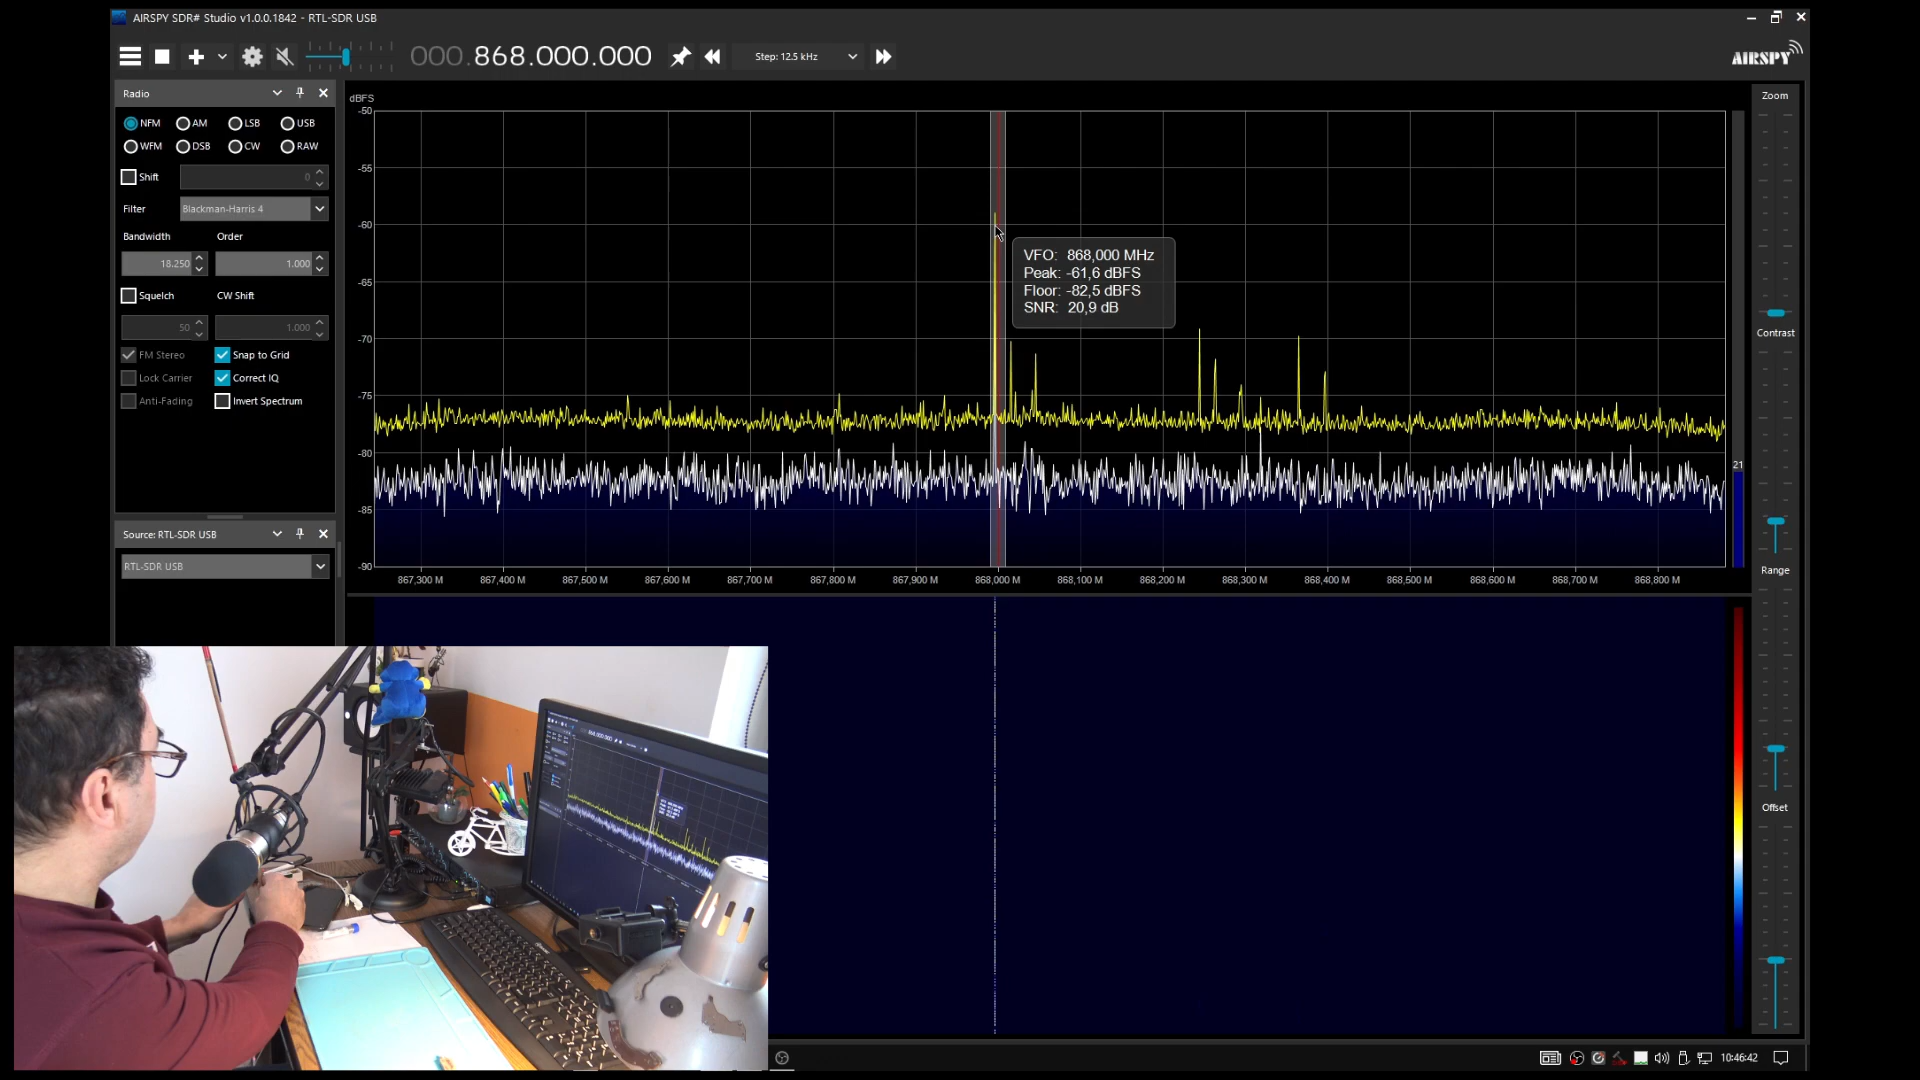 AIRSPY SDR# Studio v1.0.0.1842 - RTL-SDR USB
000.868.000.000
Step: 12.5 kHz
AIRSPY
Radio
NFM AM LSB USB
WFM DSB CW RAW
Shift 0
Filter Blackman-Harris 4
Bandwidth Order
18.250 1.000
Squelch CW Shift
50 1.000
FM Stereo Snap to Grid
Lock Carrier Correct IQ
Anti-Fading Invert Spectrum
Source: RTL-SDR USB
RTL-SDR USB
dBFS
-50
-55
-60
-65
-70
-75
-80
-85
-90
VFO: 868,000 MHz
Peak: -61,6 dBFS
Floor: -82,5 dBFS
SNR: 20,9 dB
21
867,300 M 867,400 M 867,500 M 867,600 M 867,700 M 867,800 M 867,900 M 868,000 M 868,100 M 868,200 M 868,300 M 868,400 M 868,500 M 868,600 M 868,700 M 868,800 M
Zoom
Contrast
Range
Offset
10:46:42